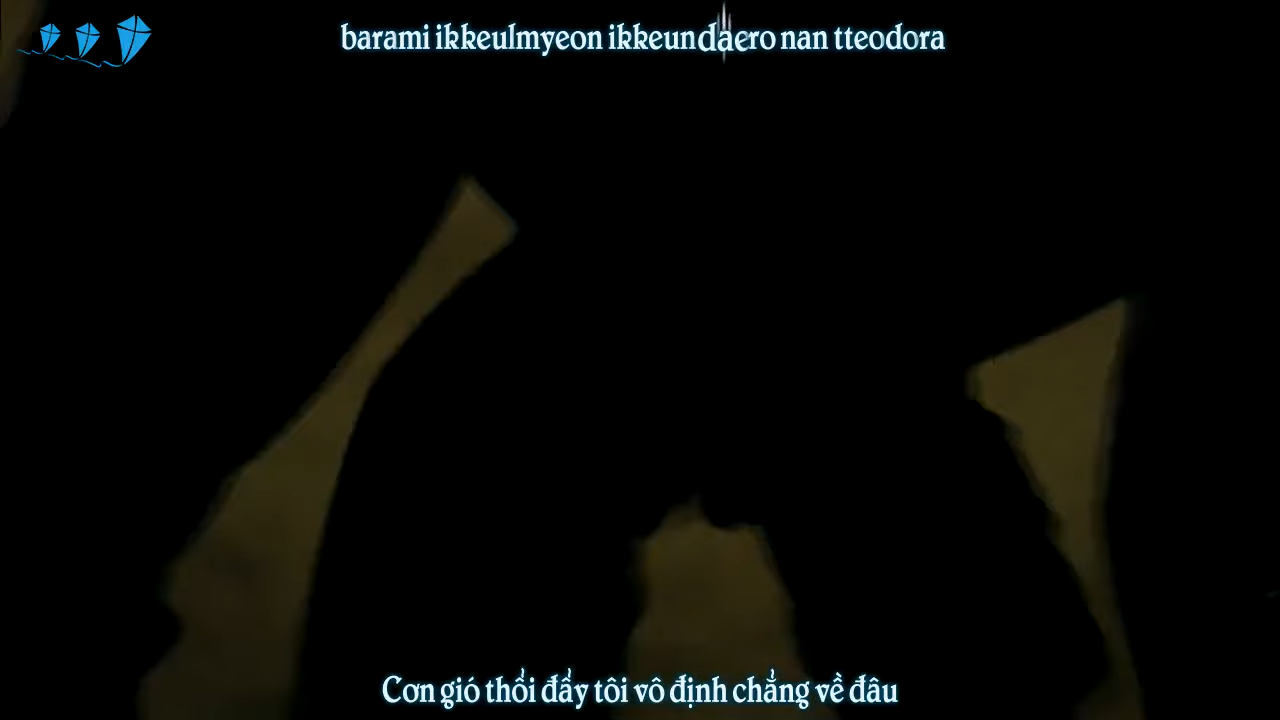 barami ikkeulmyeon ikkeundaero nan tteodora
Cơn gió thổi đẩy tôi vô định chẳng về đâu